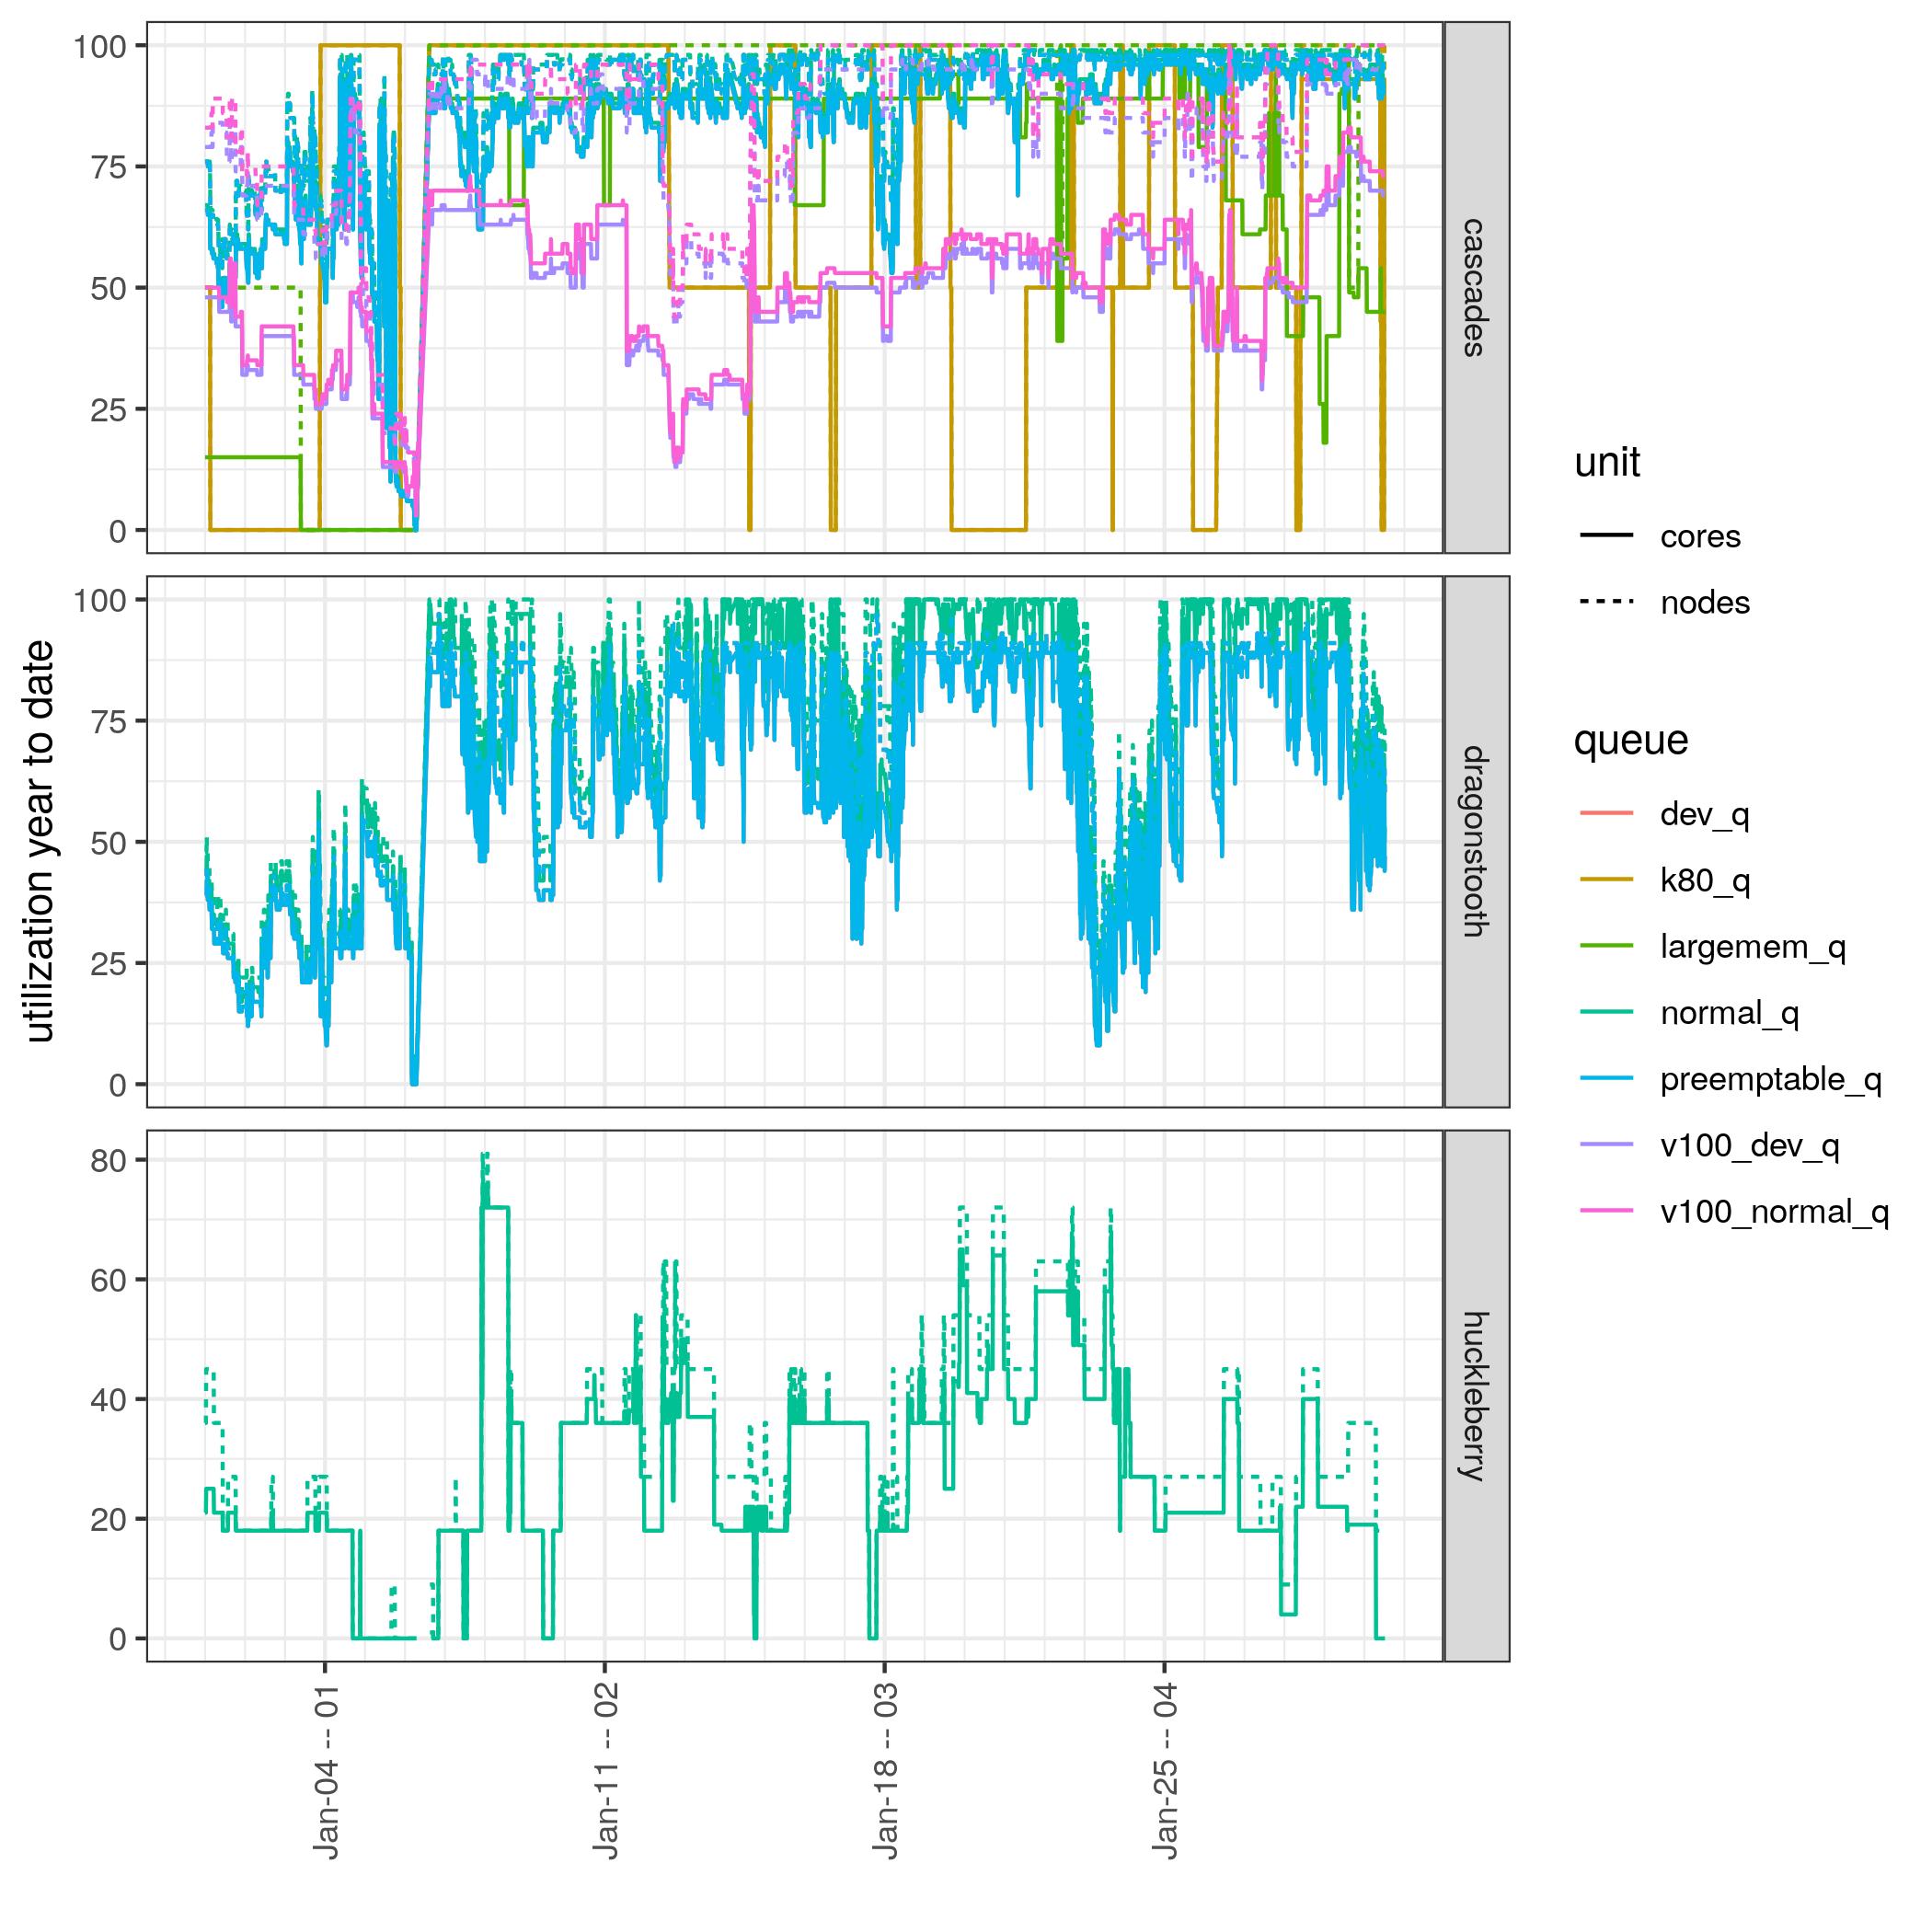 utilization year to date
100
75
50
25
0
cascades
100
75
50
25
0
dragonstooth
80
60
40
20
0
huckleberry
Jan-04 -- 01
Jan-11 -- 02
Jan-18 -- 03
Jan-25 -- 04
unit
cores
nodes
queue
dev_q
k80_q
largemem_q
normal_q
preemptable_q
v100_dev_q
v100_normal_q